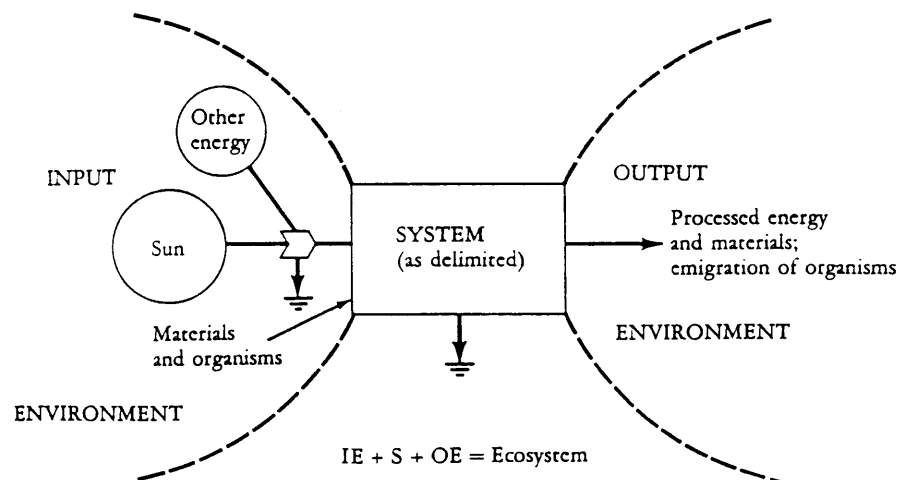 Other
energy
INPUT
Sun
Materials
and organisms
ENVIRONMENT
SYSTEM
(as delimited)
OUTPUT
Processed energy
and materials;
emigration of organisms
ENVIRONMENT
IE + S + OE = Ecosystem